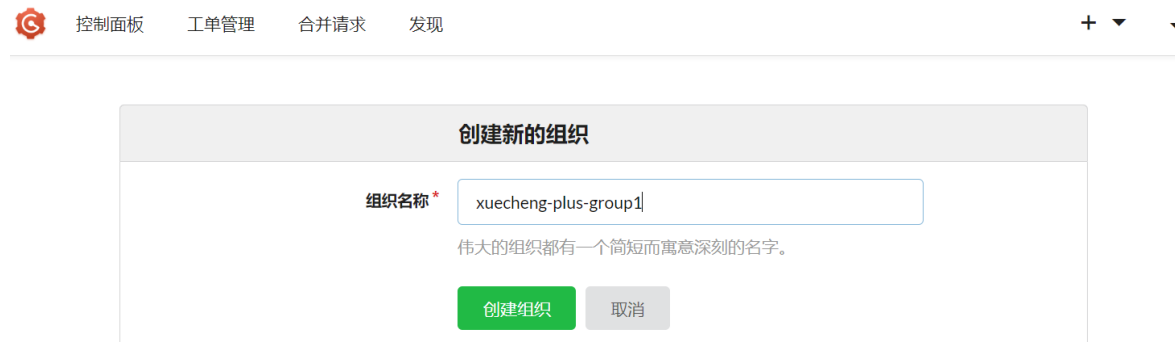 控制面板 工单管理 合并请求 发现
创建新的组织
组织名称* xuecheng-plus-group1
伟大的组织都有一个简短而寓意深刻的名字。
创建组织 取消